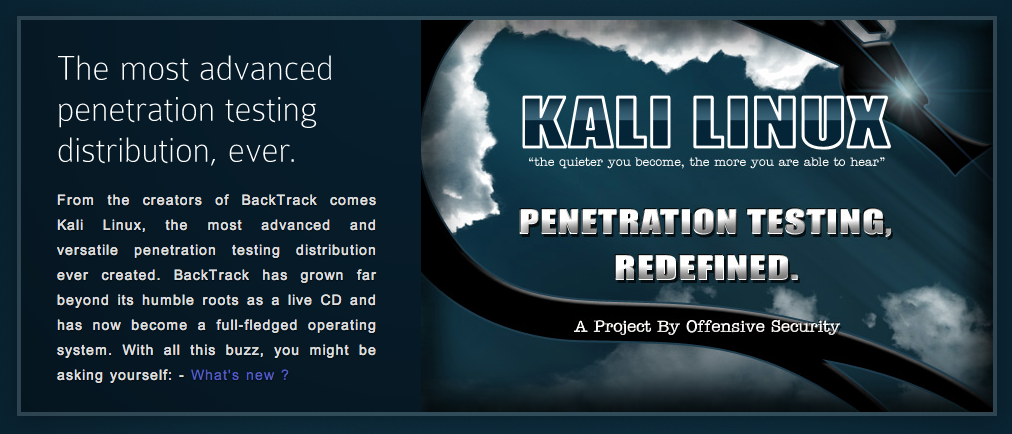 The most advanced
penetration testing
distribution, ever.
From the creators of BackTrack comes
Kali Linux, the most advanced and
versatile penetration testing distribution
ever created. BackTrack has grown far
beyond its humble roots as a live CD and
has now become a full-fledged operating
system. With all this buzz, you might be
asking yourself: - What's new ?
KALI LINUX
“the quieter you become, the more you are able to hear”
PENETRATION TESTING,
REDEFINED.
A Project By Offensive Security